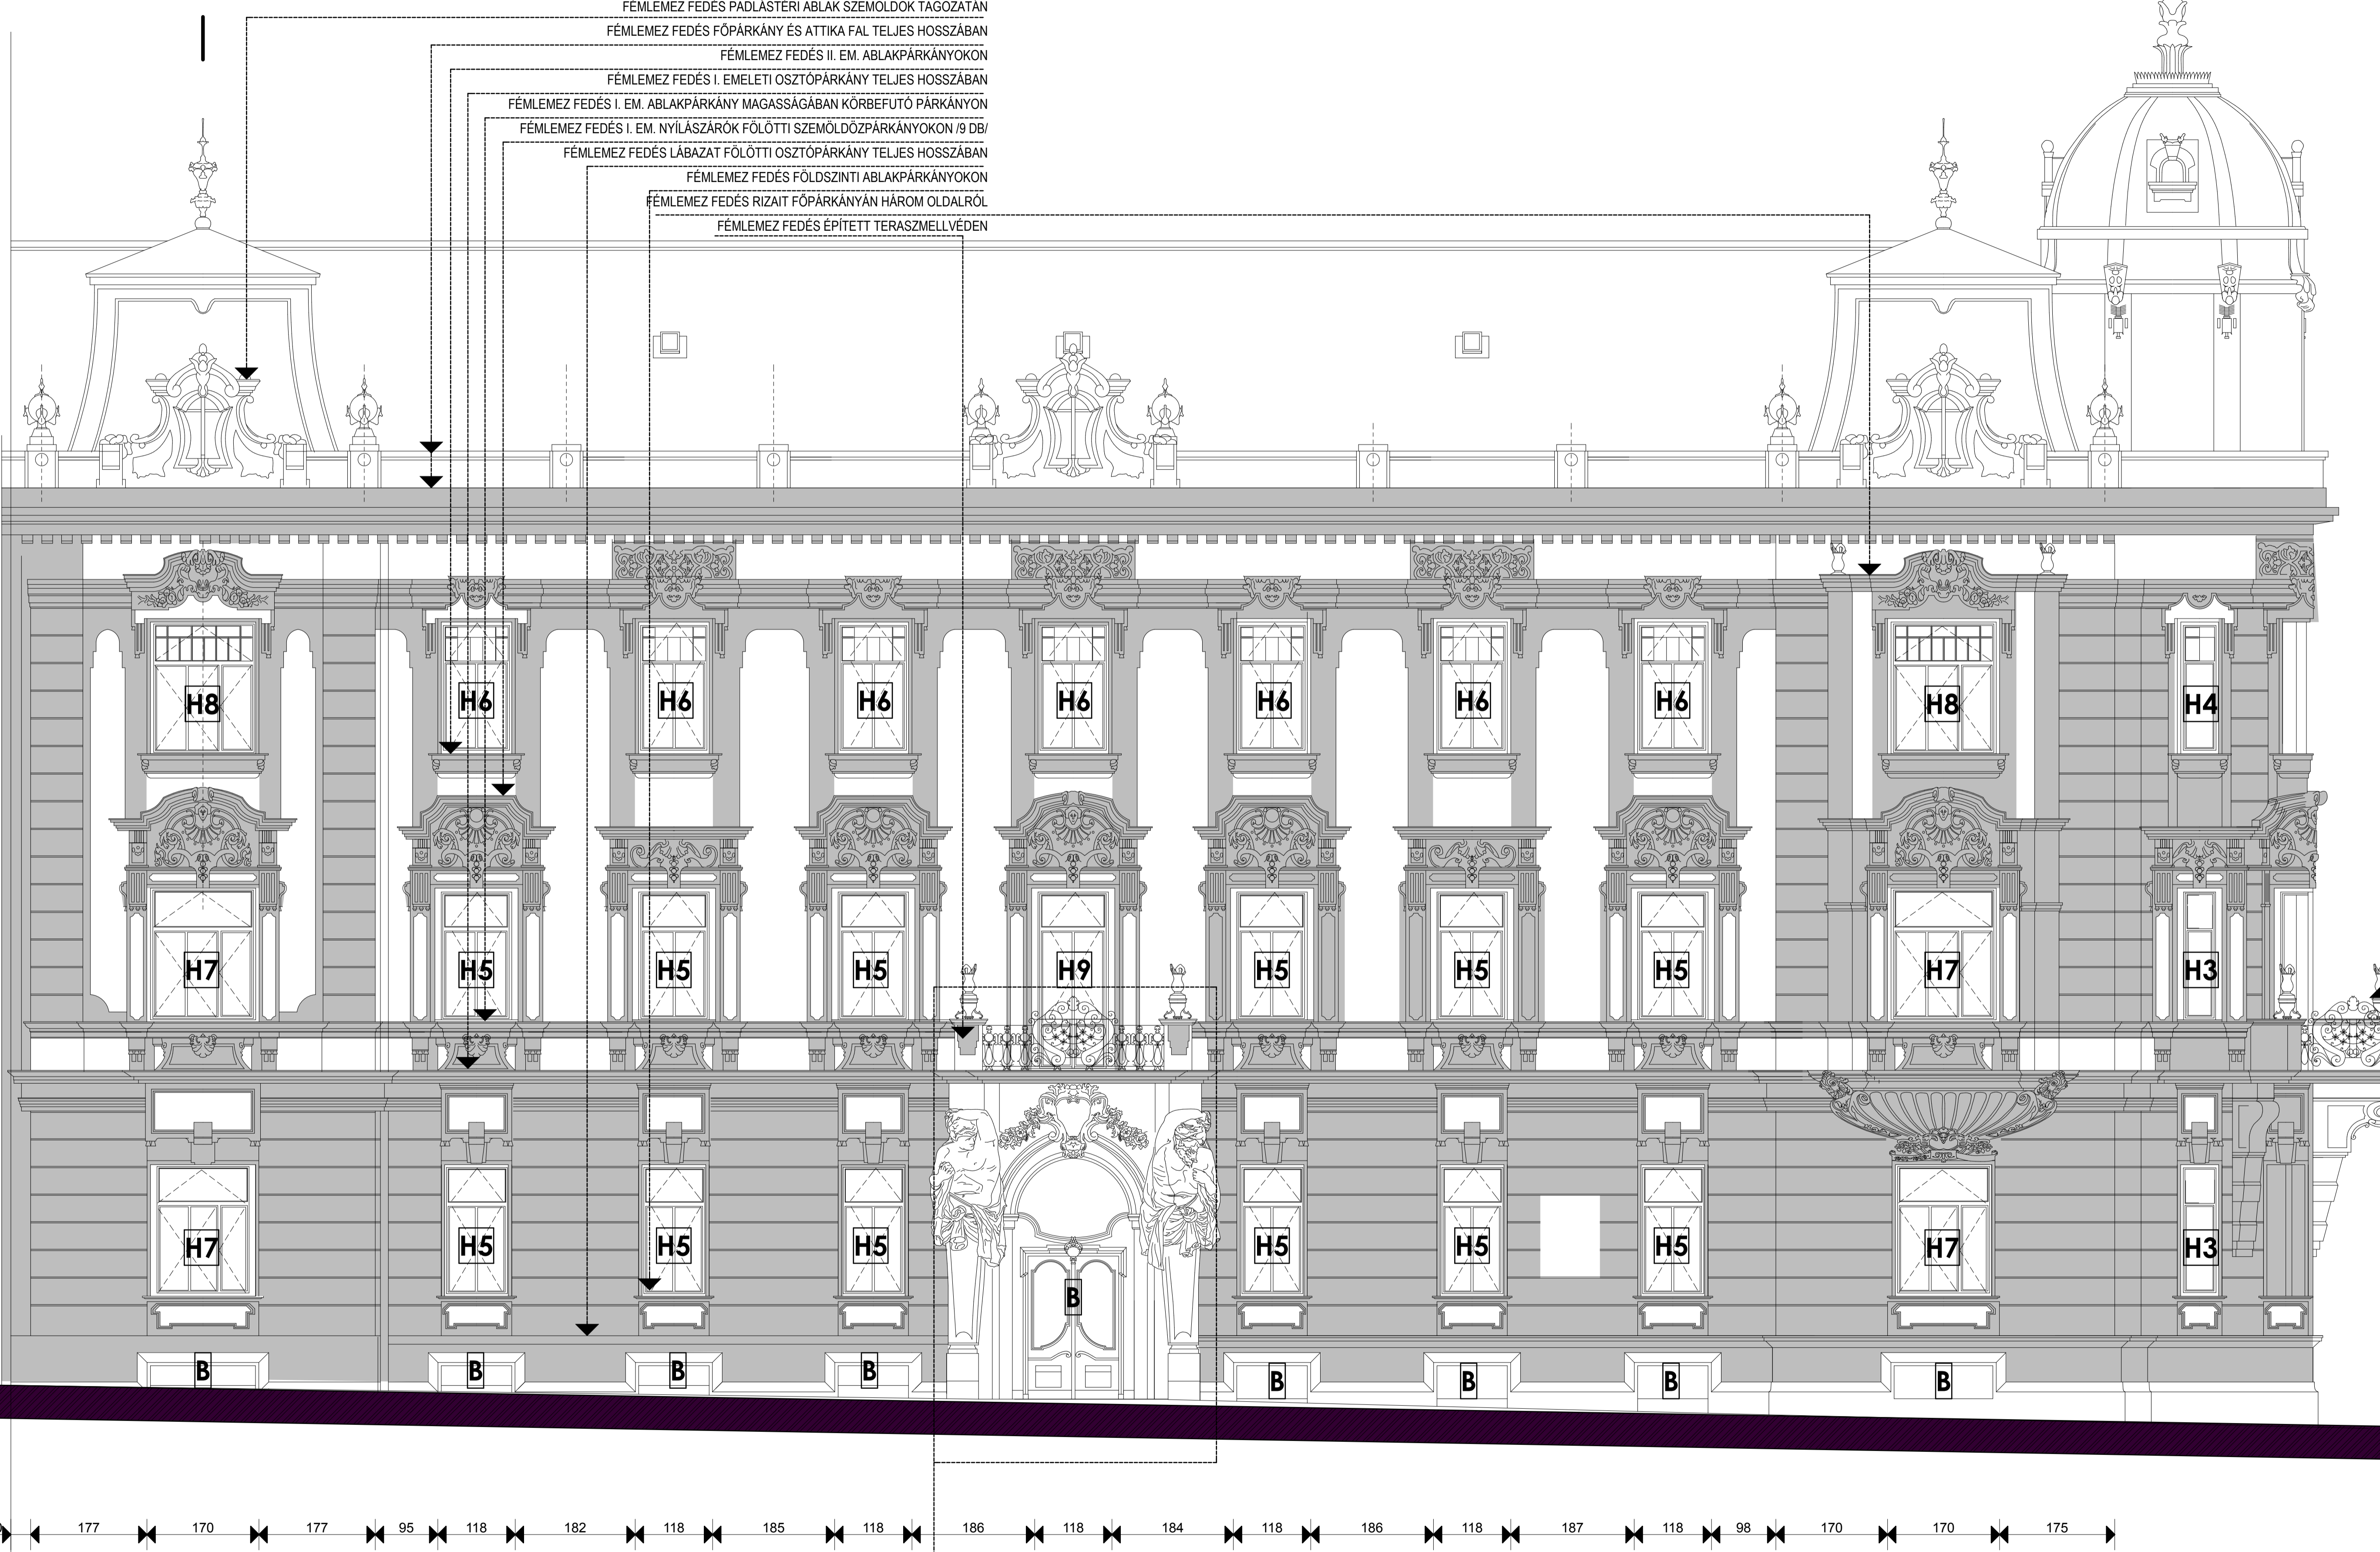 FÉMLEMEZ FEDÉS PADLÁSTÉRI ABLAK SZEMÖLDÖK TAGOZATÁN
FÉMLEMEZ FEDÉS FŐPÁRKÁNY ÉS ATTIKA FAL TELJES HOSSZÁBAN
FÉMLEMEZ FEDÉS II. EM. ABLAKPÁRKÁNYOKON
FÉMLEMEZ FEDÉS I. EMELETI OSZTÓPÁRKÁNY TELJES HOSSZÁBAN
FÉMLEMEZ FEDÉS I. EM. ABLAKPÁRKÁNY MAGASSÁGÁBAN KÖRBEFUTÓ PÁRKÁNYON
FÉMLEMEZ FEDÉS I. EM. NYÍLÁSZÁRÓK FÖLÖTTI SZEMÖLDÖZPÁRKÁNYOKON /9 DB/
FÉMLEMEZ FEDÉS LÁBAZAT FÖLÖTTI OSZTÓPÁRKÁNY TELJES HOSSZÁBAN
FÉMLEMEZ FEDÉS FÖLDSZINTI ABLAKPÁRKÁNYOKON
FÉMLEMEZ FEDÉS RIZAIT FŐPÁRKÁNYÁN HÁROM OLDALRÓL
FÉMLEMEZ FEDÉS ÉPÍTETT TERASZMELLVÉDEN
H8 H6 H6 H6 H6 H6 H6 H6 H8 H4
H7 H5 H5 H5 H9 H5 H5 H5 H7 H3
H7 H5 H5 H5 H5 H5 H5 H7 H3
B
B B B B B B B B
177 170 177 95 118 182 118 185 118 186 118 184 118 186 118 187 118 98 170 170 175